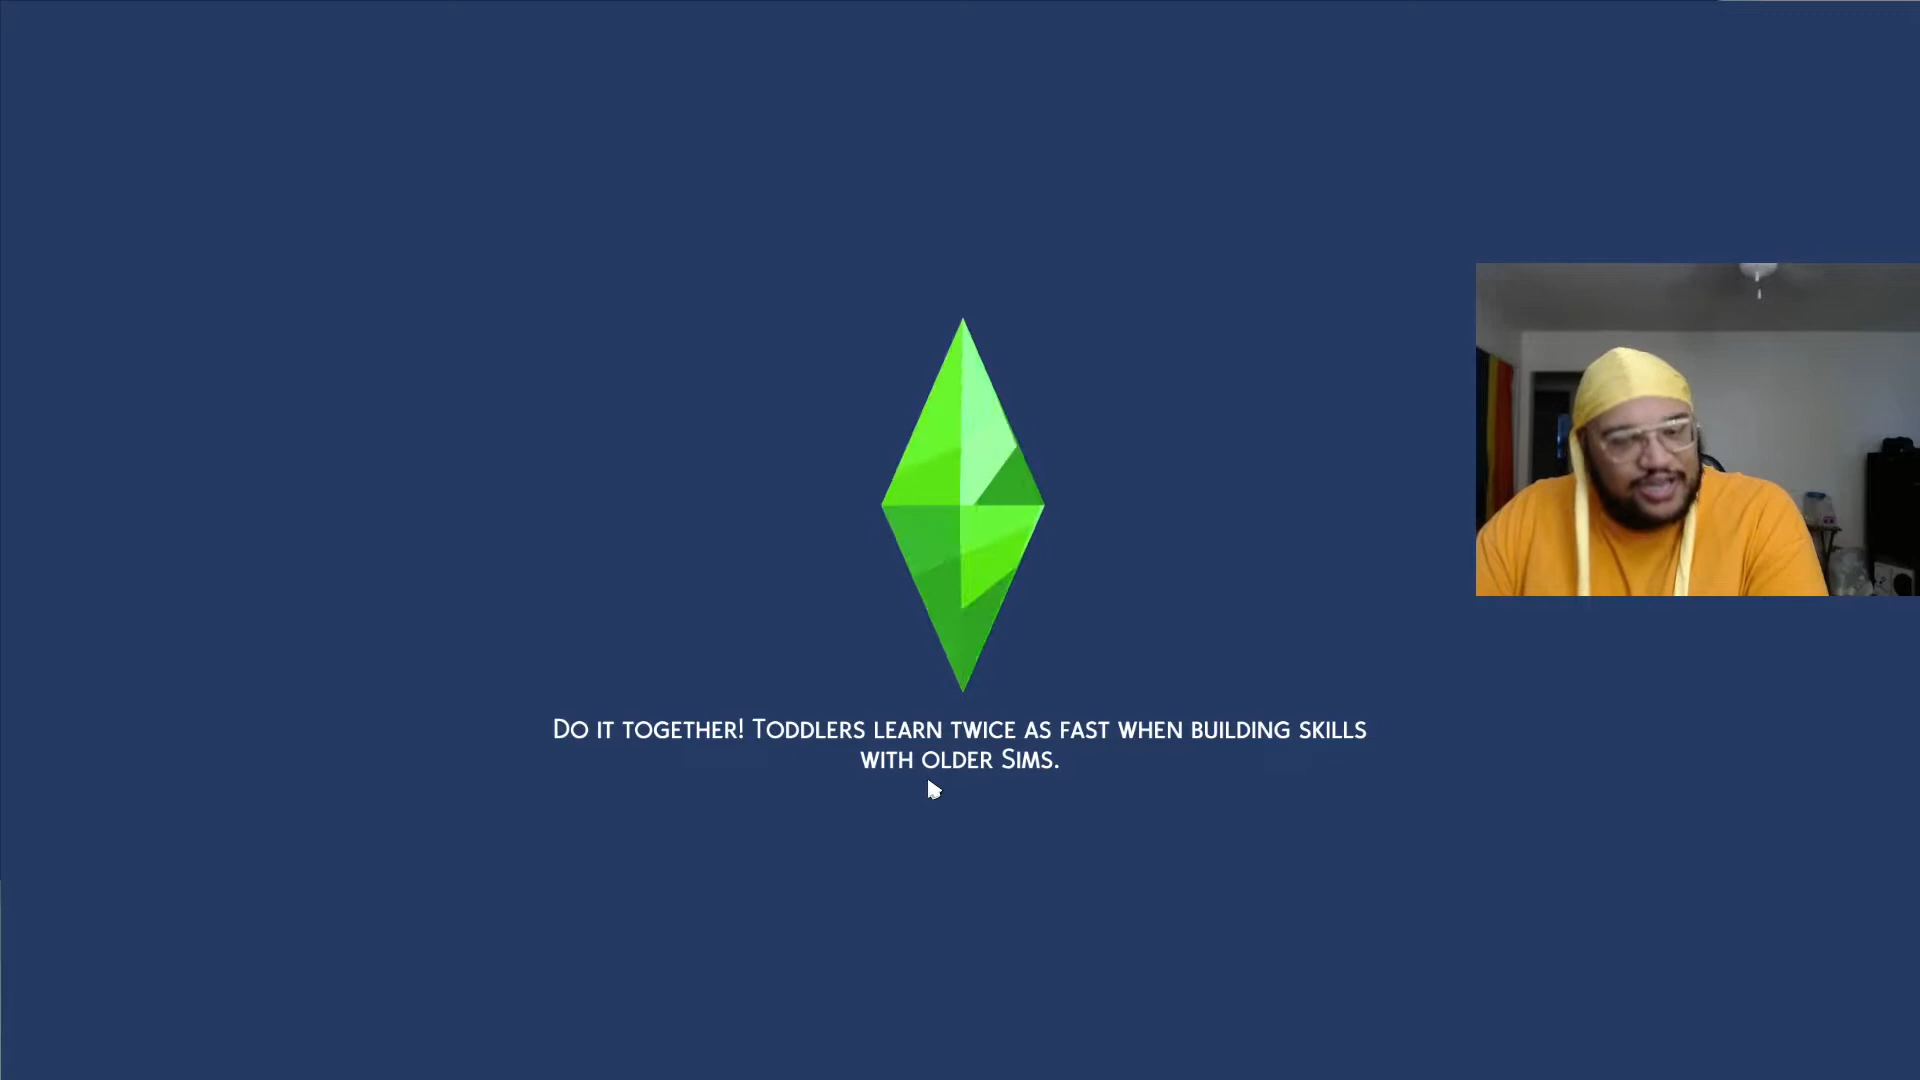 Do it together! Toddlers learn twice as fast when building skills
with older Sims.